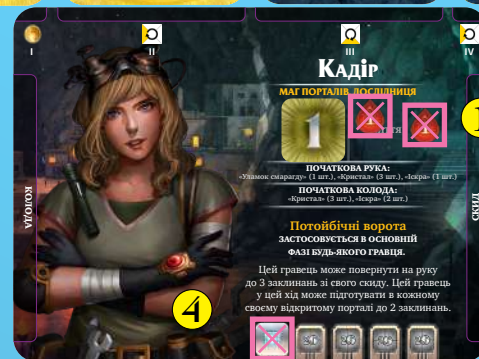 I II III IV
КАДІР
МАГ ПОРТАЛІВ, ДОСЛІДНИЦЯ
1
ПОЧАТКОВА РУКА:
«Уламок смарагду» (1 шт.), «Кристал» (3 шт.), «Іскра» (1 шт.)
ПОЧАТКОВА КОЛОДА:
«Кристал» (3 шт.), «Іскра» (2 шт.)
КОЛОДА
СКИД
Потойбічні ворота
ЗАСТОСОВУЄТЬСЯ В ОСНОВНІЙ
ФАЗІ БУДЬ-ЯКОГО ГРАВЦЯ.
Цей гравець може повернути на руку
до 3 заклинань зі свого скиду. Цей гравець
у цей хід може підготувати в кожному
своєму відкритому порталі до 2 заклинань.
4